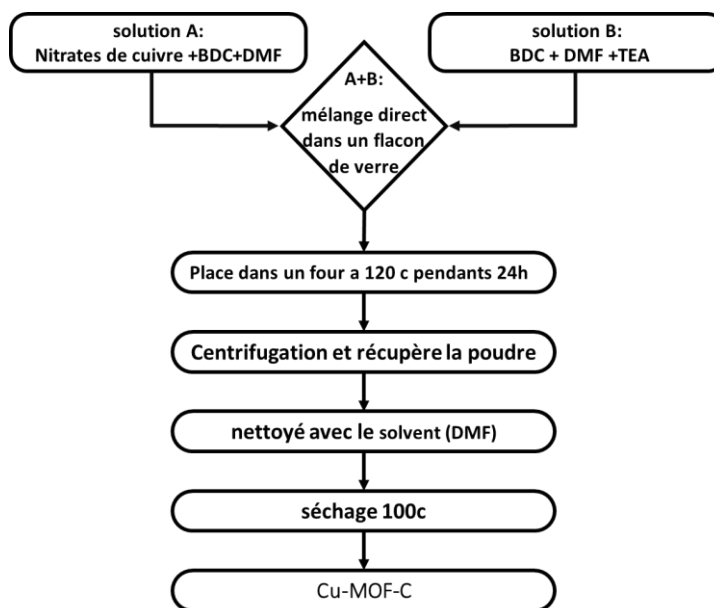 solution A:
Nitrates de cuivre +BDC+DMF
solution B:
BDC + DMF +TEA
A+B:
mélange direct
dans un flacon
de verre
Place dans un four a 120 c pendants 24h
Centrifugation et récupère la poudre
nettoyé avec le solvent (DMF)
séchage 100c
Cu-MOF-C